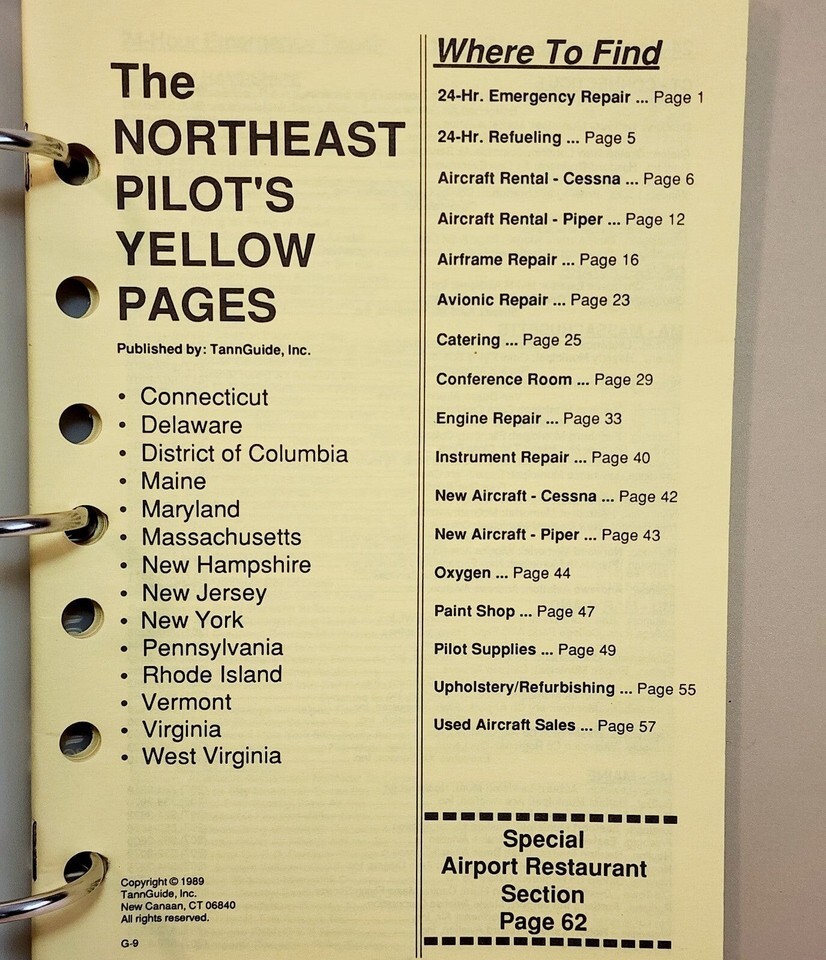 The
NORTHEAST
PILOT'S
YELLOW
PAGES
Published by: TannGuide, Inc.
• Connecticut
• Delaware
• District of Columbia
• Maine
• Maryland
• Massachusetts
• New Hampshire
• New Jersey
• New York
• Pennsylvania
• Rhode Island
• Vermont
• Virginia
• West Virginia
Copyright © 1989
TannGuide, Inc.
New Canaan, CT 06840
All rights reserved.
G-9
Where To Find
24-Hr. Emergency Repair ... Page 1
24-Hr. Refueling ... Page 5
Aircraft Rental - Cessna ... Page 6
Aircraft Rental - Piper ... Page 12
Airframe Repair ... Page 16
Avionic Repair ... Page 23
Catering ... Page 25
Conference Room ... Page 29
Engine Repair ... Page 33
Instrument Repair ... Page 40
New Aircraft - Cessna ... Page 42
New Aircraft - Piper ... Page 43
Oxygen ... Page 44
Paint Shop ... Page 47
Pilot Supplies ... Page 49
Upholstery/Refurbishing ... Page 55
Used Aircraft Sales ... Page 57
Special
Airport Restaurant
Section
Page 62